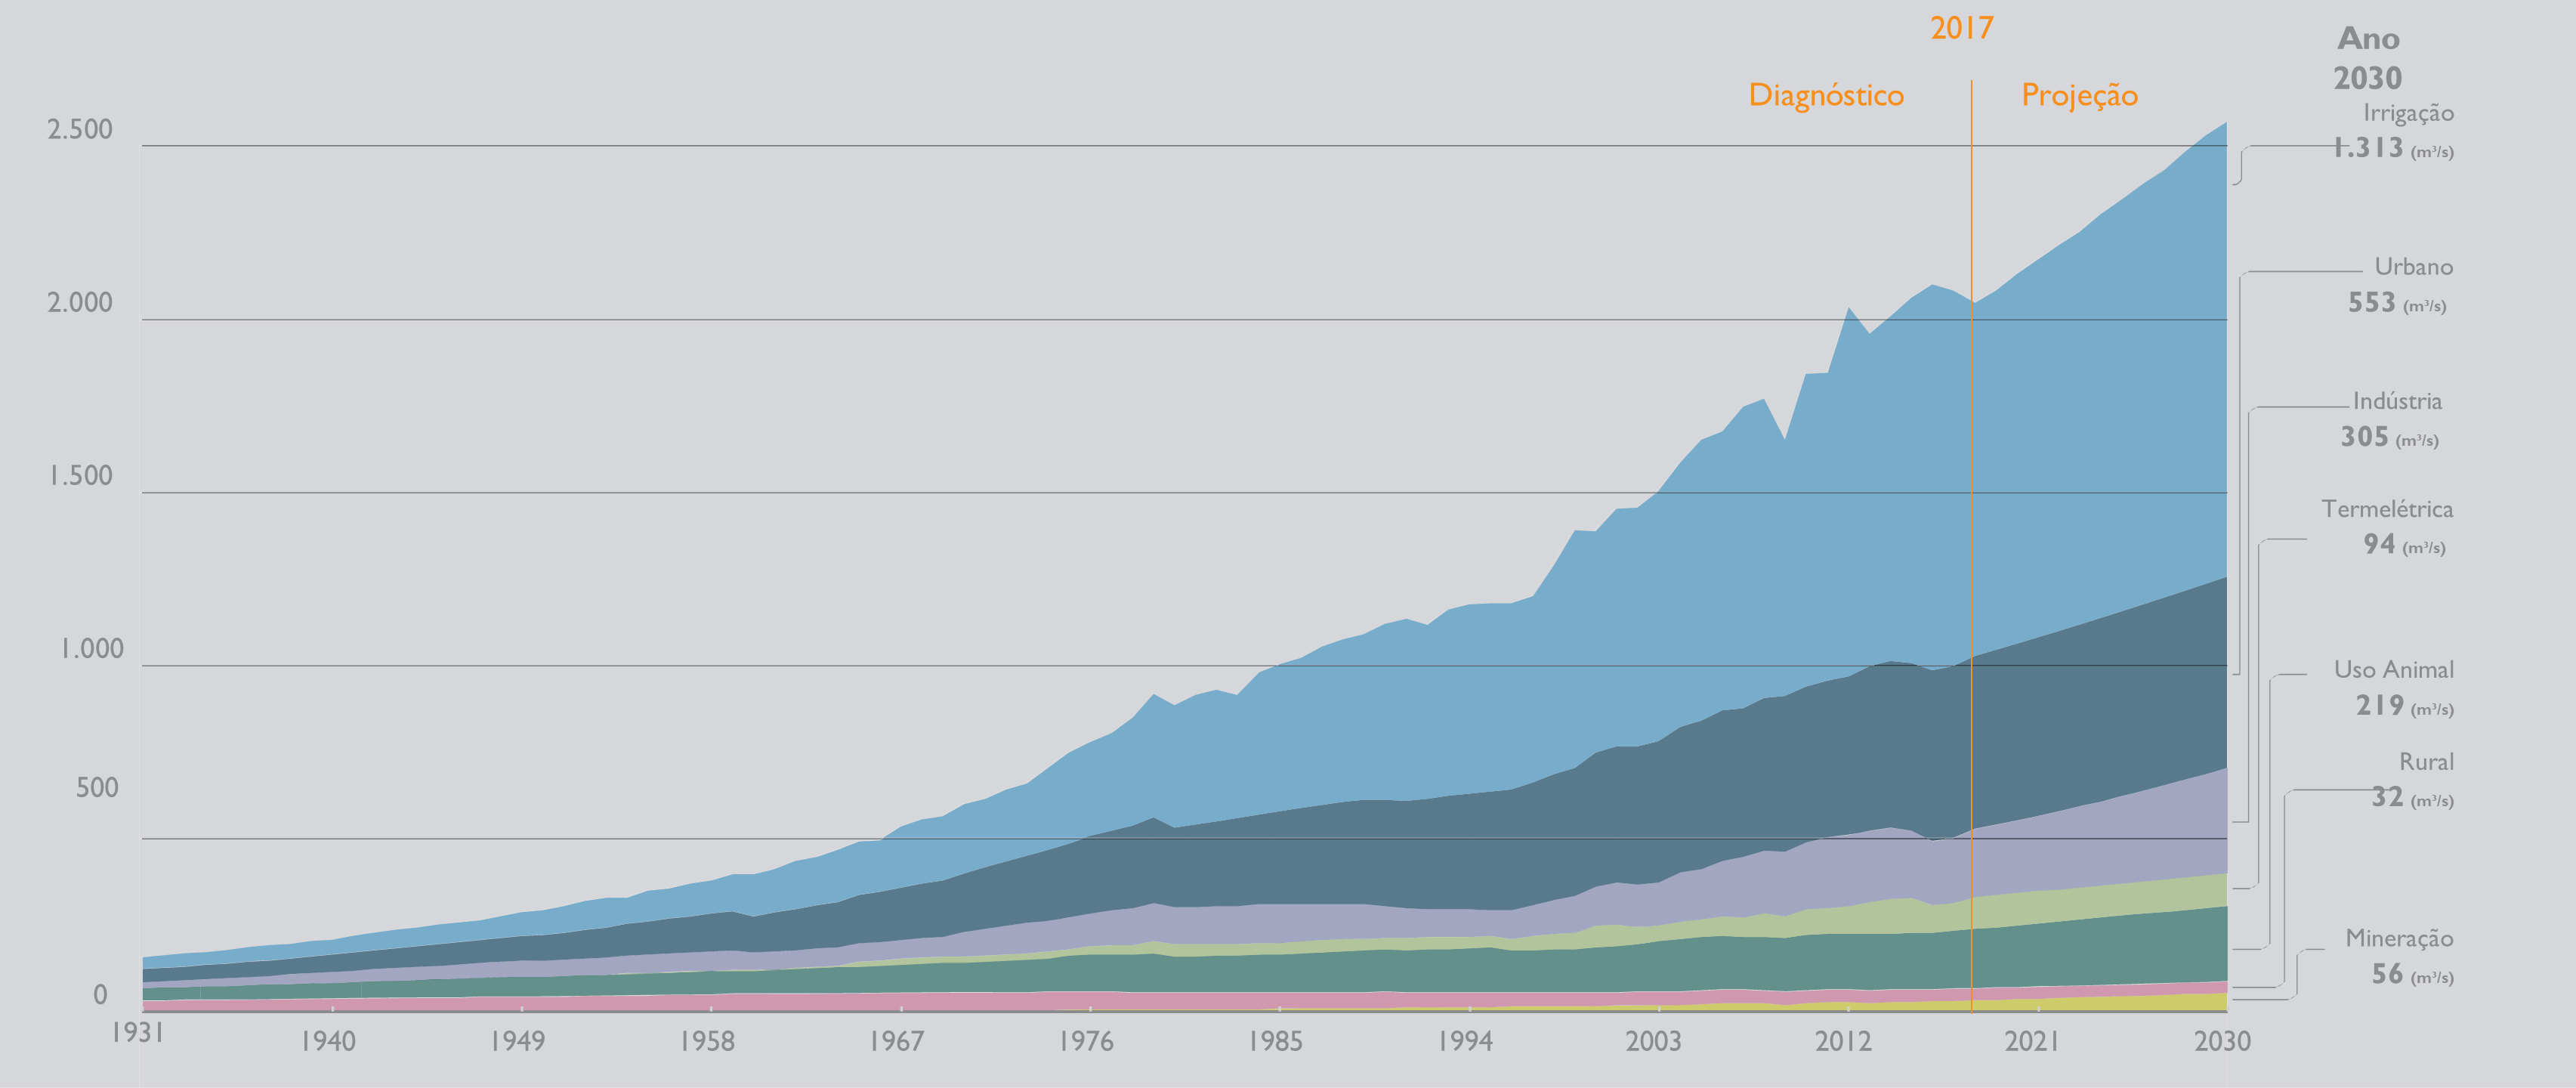 2017
Diagnóstico
Projeção
Ano
2030
Irrigação
1.313 (m³/s)
Urbano
553 (m³/s)
Indústria
305 (m³/s)
Termelétrica
94 (m³/s)
Uso Animal
219 (m³/s)
Rural
32 (m³/s)
Mineração
56 (m³/s)
2.500
2.000
1.500
1.000
500
0
1931
1940
1949
1958
1967
1976
1985
1994
2003
2012
2021
2030